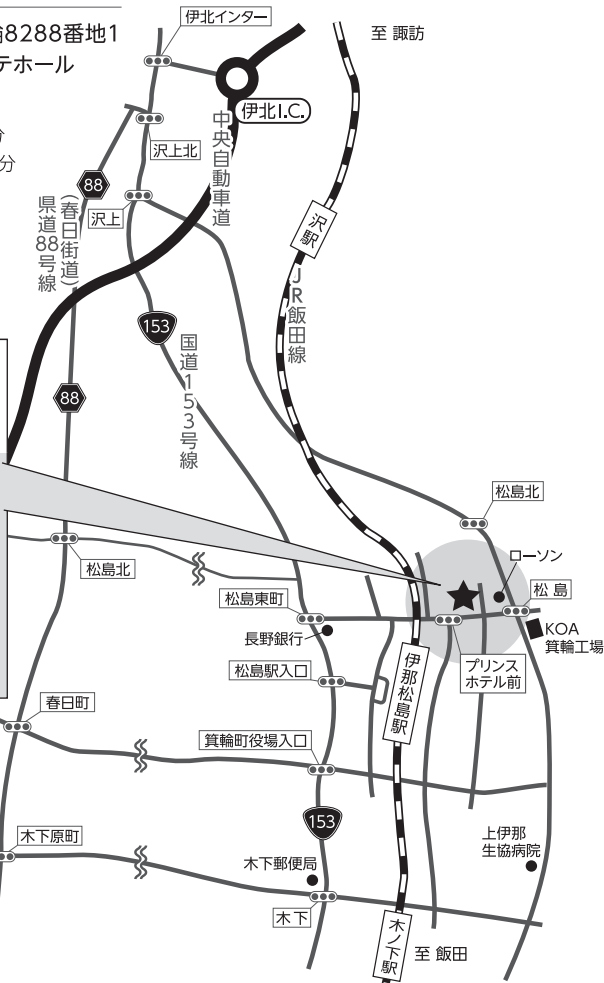 輪8288番地1
テホール
分
分
伊北インター
至 諏訪
伊北I.C.
沢上北
中央自動車道
88
沢上
県道88号線
(春日街道)
沢駅
JR飯田線
153
国道153号線
88
松島北
ローソン
松島北
松島東町
松 島
長野銀行
KOA
箕輪工場
プリンス
ホテル前
松島駅入口
伊那松島駅
春日町
箕輪町役場入口
153
木下原町
上伊那
生協病院
木下郵便局
木下
木ノ下駅
至 飯田